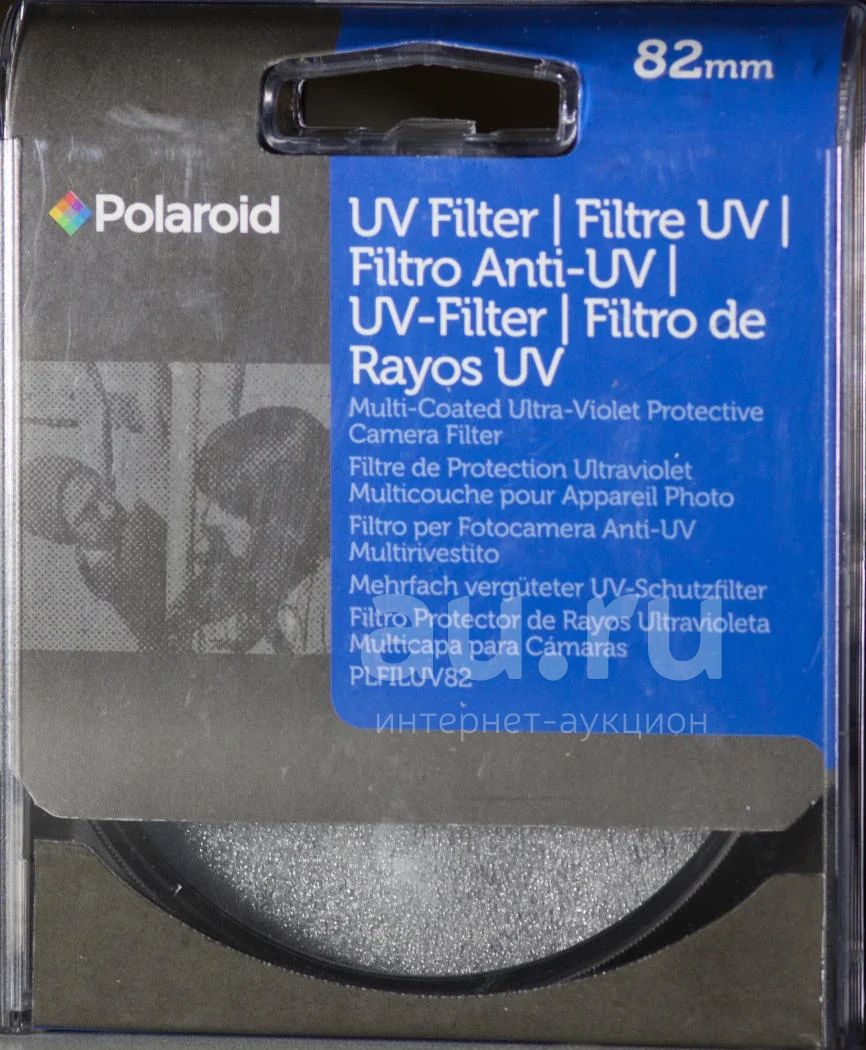 82mm
Polaroid
UV Filter | Filtre UV |
Filtro Anti-UV |
UV-Filter | Filtro de
Rayos UV
Multi-Coated Ultra-Violet Protective
Camera Filter
Filtre de Protection Ultraviolet
Multicouche pour Appareil Photo
Filtro per Fotocamera Anti-UV
Multirivestito
Mehrfach vergüteter UV-Schutzfilter
Filtro Protector de Rayos Ultravioleta
Multicapa para Cámaras
PLFILUV82
au.ru
интернет-аукцион